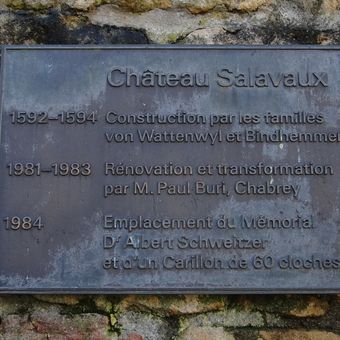 Château Salavaux
1592–1594 Construction par les familles
von Wattenwyl et Bindhemmer
1981–1983 Rénovation et transformation
par M. Paul Buri, Chabrey
1984 Emplacement du Mémorial
Dr Albert Schweitzer
et d'un Carillon de 60 cloches